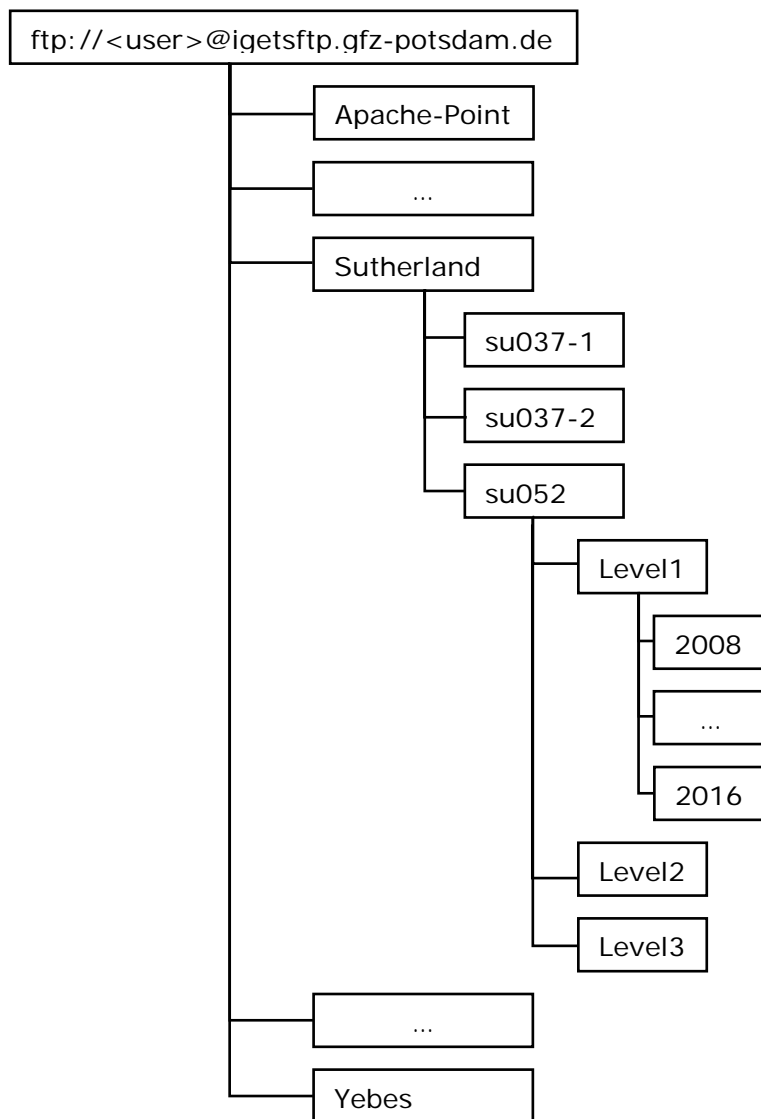 ftp://<user>@igetsftp.gfz-potsdam.de
Apache-Point
...
Sutherland
su037-1
su037-2
su052
Level1
2008
...
2016
Level2
Level3
...
Yebes